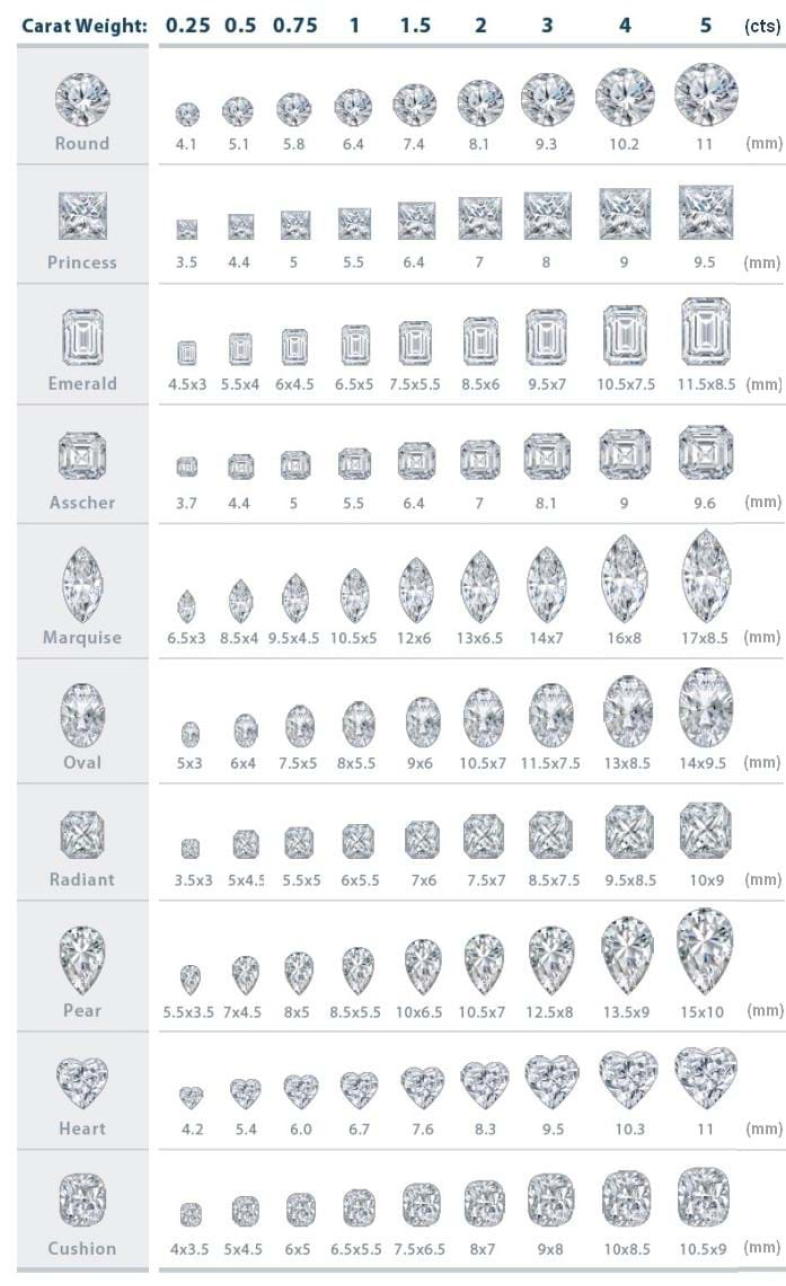 Carat Weight: 0.25 0.5 0.75 1 1.5 2 3 4 5 (cts)
4.1 5.1 5.8 6.4 7.4 8.1 9.3 10.2 11 (mm)
Round
3.5 4.4 5 5.5 6.4 7 8 9 9.5 (mm)
Princess
4.5x3 5.5x4 6x4.5 6.5x5 7.5x5.5 8.5x6 9.5x7 10.5x7.5 11.5x8.5 (mm)
Emerald
3.7 4.4 5 5.5 6.4 7 8.1 9 9.6 (mm)
Asscher
6.5x3 8.5x4 9.5x4.5 10.5x5 12x6 13x6.5 14x7 16x8 17x8.5 (mm)
Marquise
5x3 6x4 7.5x5 8x5.5 9x6 10.5x7 11.5x7.5 13x8.5 14x9.5 (mm)
Oval
3.5x3 5x4.5 5.5x5 6x5.5 7x6 7.5x7 8.5x7.5 9.5x8.5 10x9 (mm)
Radiant
5.5x3.5 7x4.5 8x5 8.5x5.5 10x6.5 10.5x7 12.5x8 13.5x9 15x10 (mm)
Pear
4.2 5.4 6.0 6.7 7.6 8.3 9.5 10.3 11 (mm)
Heart
4x3.5 5x4.5 6x5 6.5x5.5 7.5x6.5 8x7 9x8 10x8.5 10.5x9 (mm)
Cushion